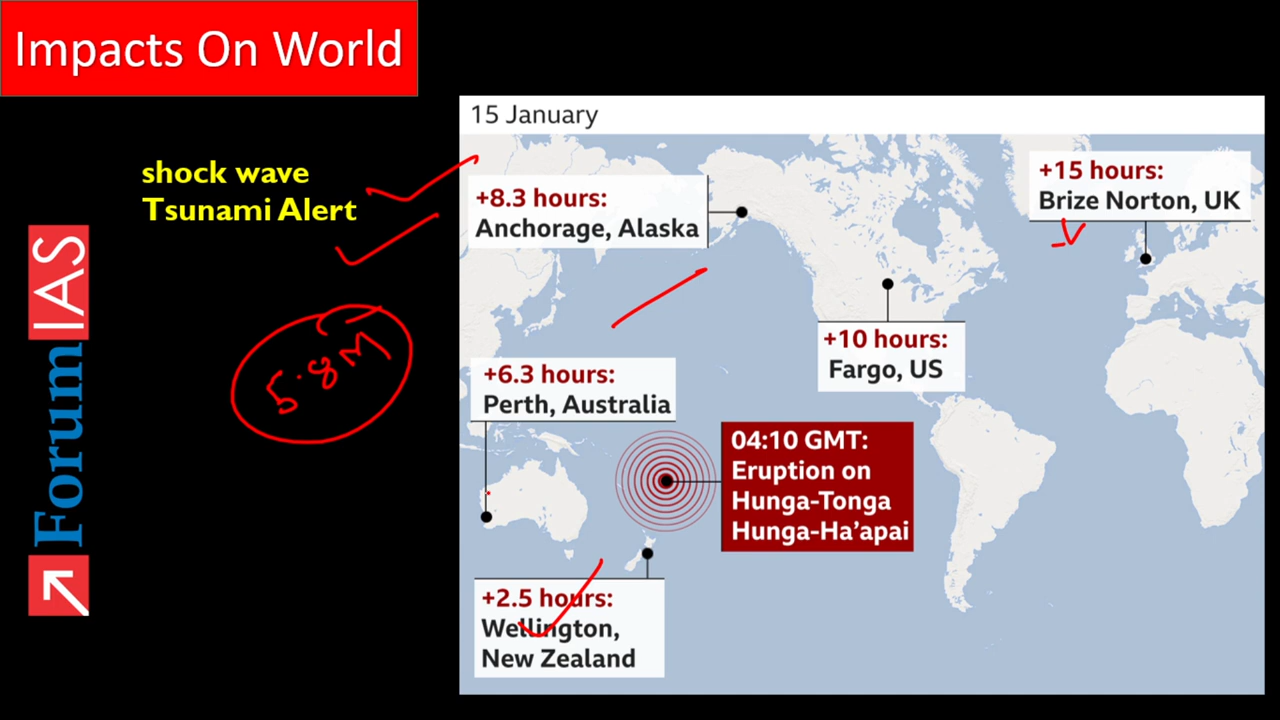 Impacts On World
shock wave
Tsunami Alert
5.8M
ForumIAS
15 January
+8.3 hours:
Anchorage, Alaska
+15 hours:
Brize Norton, UK
+10 hours:
Fargo, US
+6.3 hours:
Perth, Australia
04:10 GMT:
Eruption on
Hunga-Tonga
Hunga-Ha’apai
+2.5 hours:
Wellington,
New Zealand